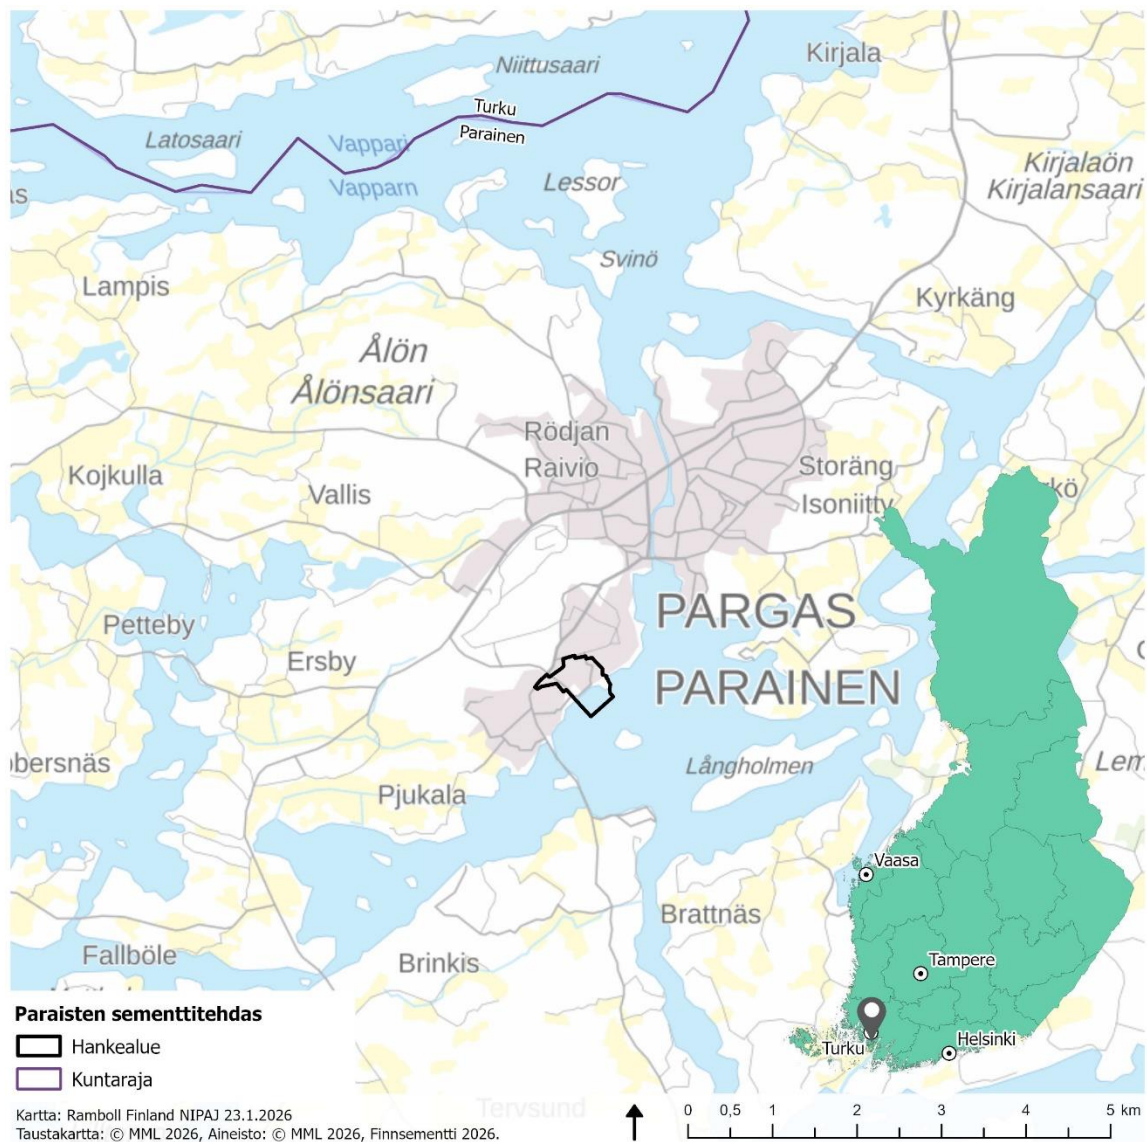 Kirjala
Niittusaari
Turku
Parainen
Latosaari
Vappari
Vapparn
Lessor
Kirjalaön
Kirjalansaari
Svinö
Lampis
Kyrkäng
Ålön
Ålönsaari
Rödjan
Raivio
Kojkulla
Vallis
Storäng
Isoniitty
PARGAS
PARAINEN
Petteby
Ersby
Långholmen
Pjukala
Brattnäs
Fallböle
Brinkis
Vaasa
Tampere
Turku
Helsinki
Paraisten sementtitehdas
Hankealue
Kuntaraja
Tervsund
Kartta: Ramboll Finland NIPAJ 23.1.2026
Taustakartta: © MML 2026, Aineisto: © MML 2026, Finnsementti 2026.
0 0,5 1 2 3 4 5 km